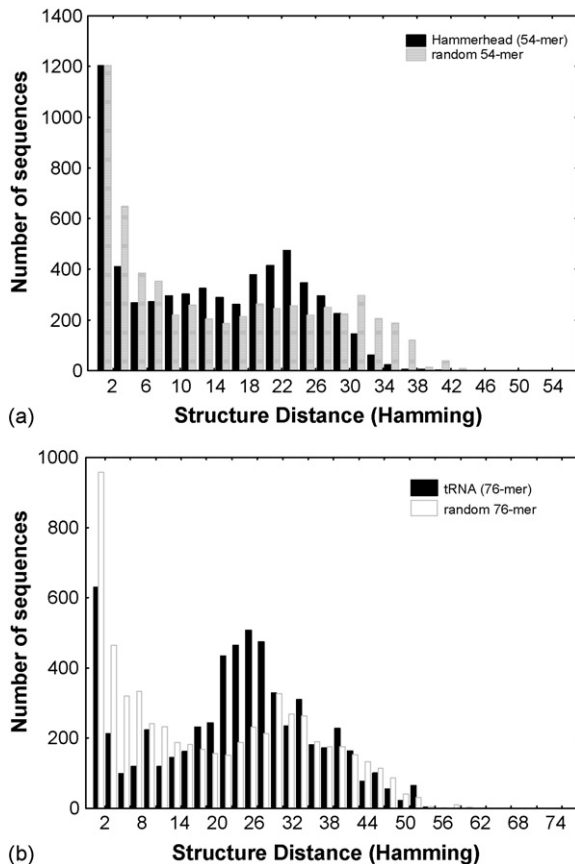 1400
1200
1000
800
600
400
200
0
Number of sequences
Hammerhead (54-mer)
random 54-mer
2 6 10 14 18 22 26 30 34 38 42 46 50 54
(a)
Structure Distance (Hamming)
1000
800
600
400
200
0
Number of sequences
tRNA (76-mer)
random 76-mer
2 8 14 20 26 32 38 44 50 56 62 68 74
(b)
Structure Distance (Hamming)